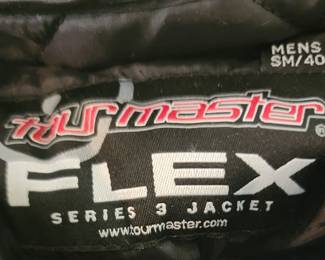 MENS
SM/40
tourmaster®
FLEX
SERIES 3 JACKET
www.tourmaster.com